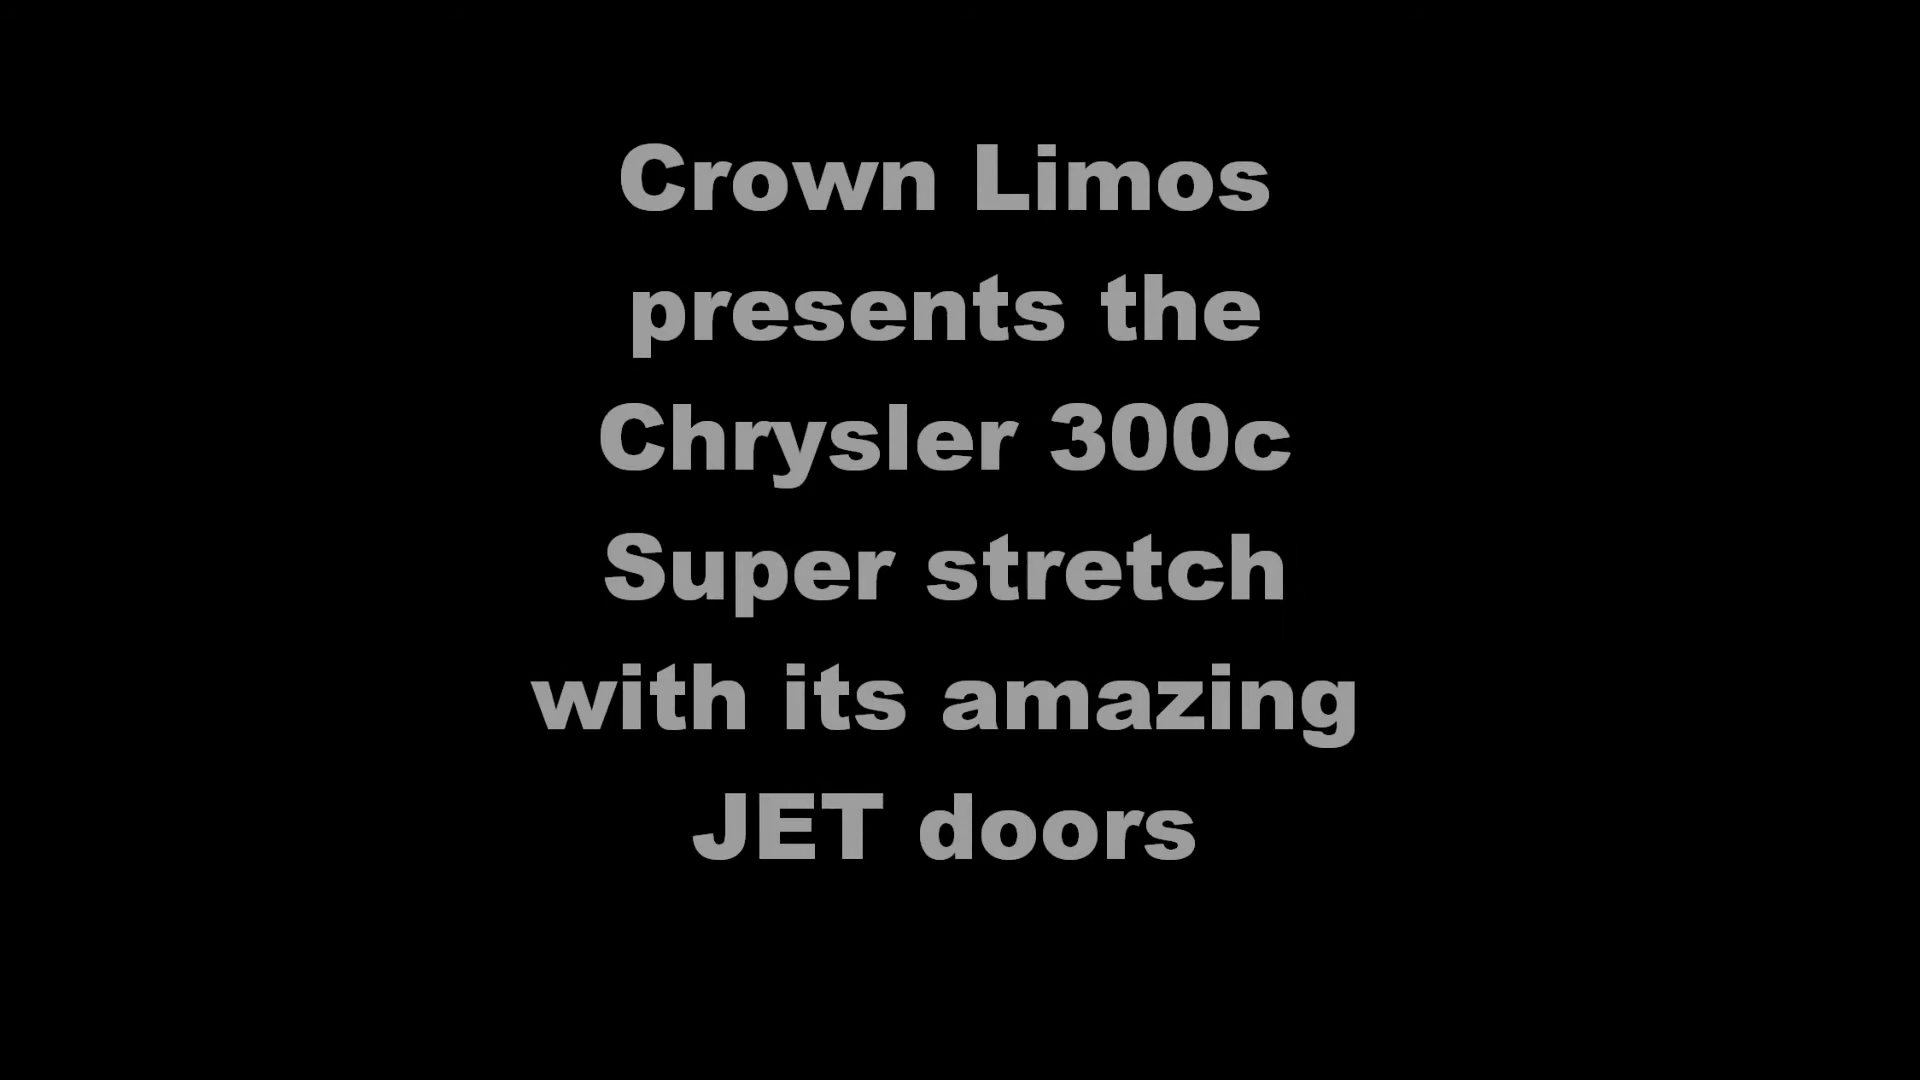 Crown Limos
presents the
Chrysler 300c
Super stretch
with its amazing
JET doors